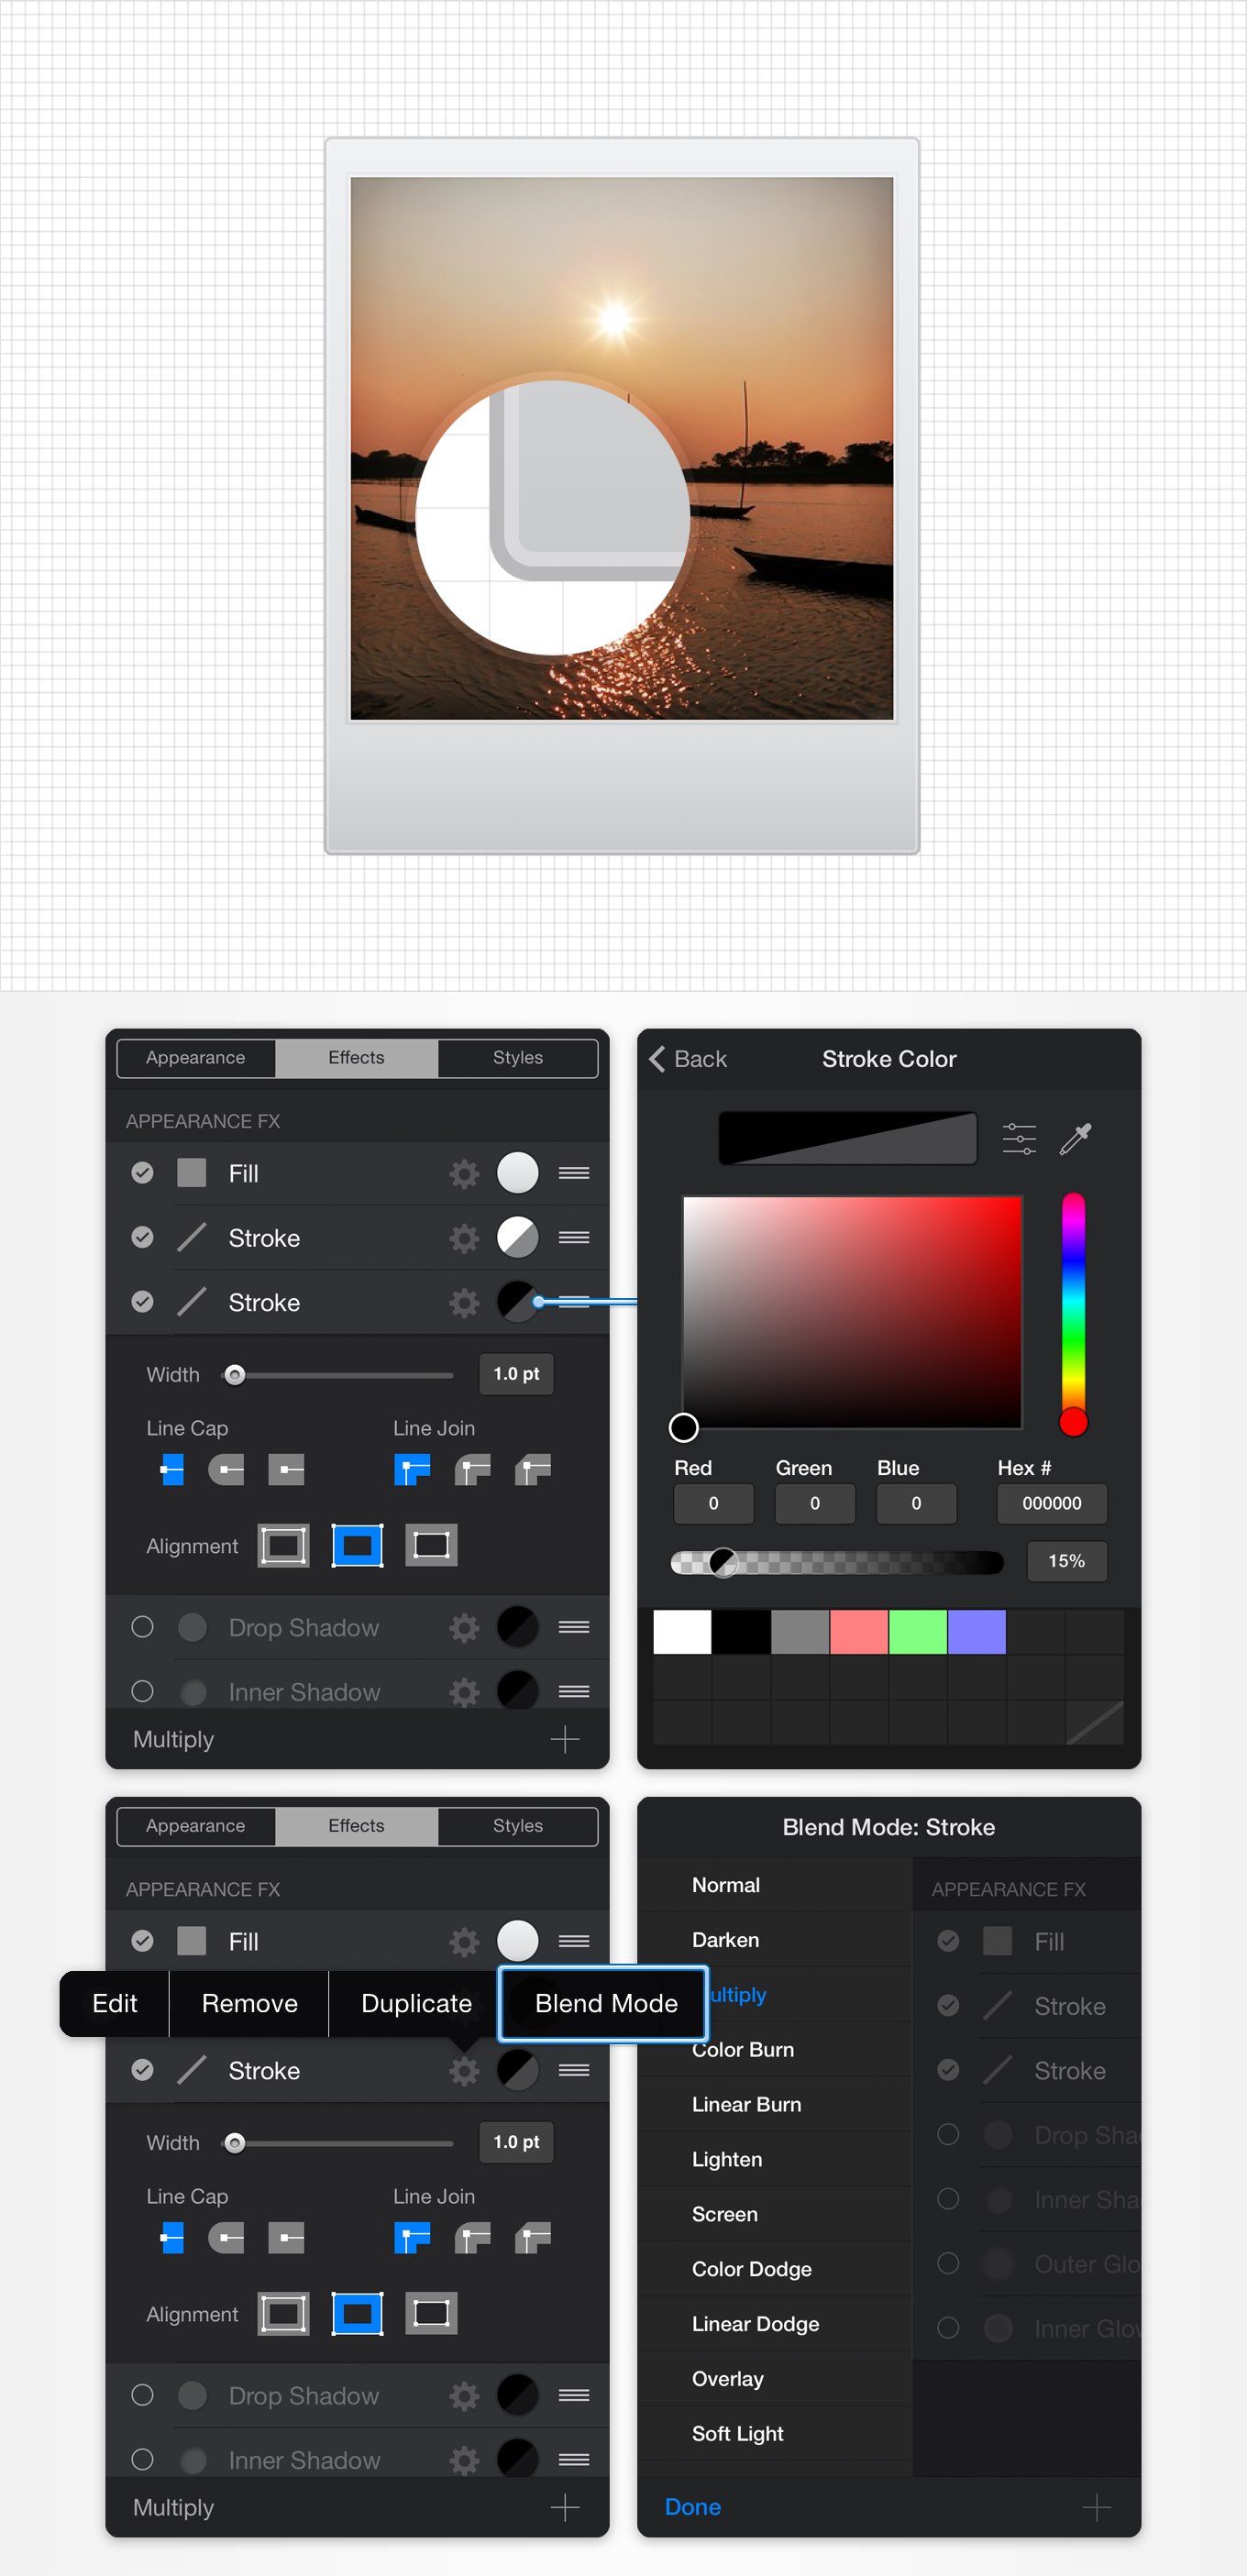 Appearance Effects Styles
APPEARANCE FX
Fill
Stroke
Stroke
Width 1.0 pt
Line Cap Line Join
Alignment
Drop Shadow
Inner Shadow
Multiply
Back Stroke Color
Red Green Blue Hex #
0 0 0 000000
15%
Appearance Effects Styles
APPEARANCE FX
Fill
Edit Remove Duplicate Blend Mode
Stroke
Width 1.0 pt
Line Cap Line Join
Alignment
Drop Shadow
Inner Shadow
Multiply
Blend Mode: Stroke
Normal
Darken
ultiply
Color Burn
Linear Burn
Lighten
Screen
Color Dodge
Linear Dodge
Overlay
Soft Light
Done
APPEARANCE FX
Fill
Stroke
Stroke
Drop Sha
Inner Sha
Outer Glo
Inner Glov